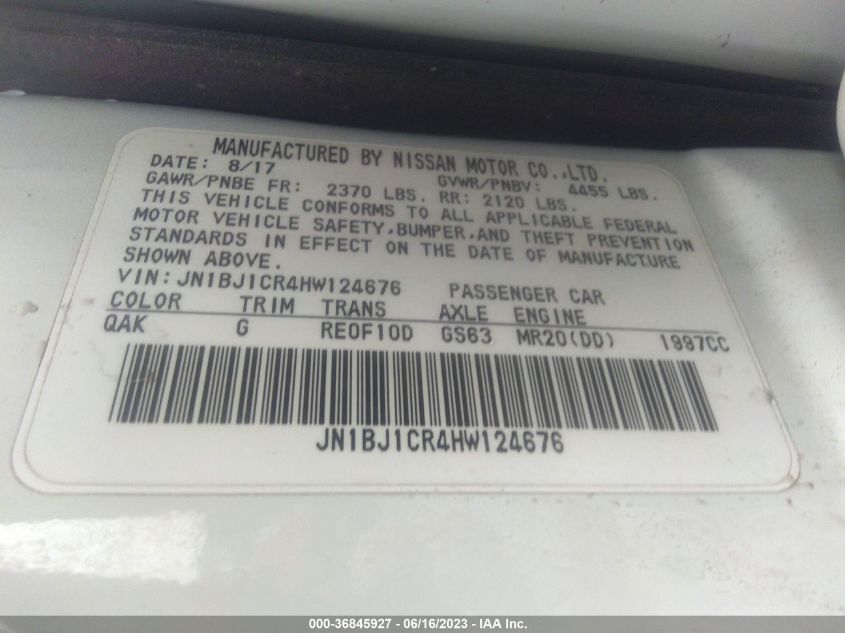 MANUFACTURED BY NISSAN MOTOR CO.,LTD.
DATE: 8/17 GVWR/PNBV: 4455 LBS.
GAWR/PNBE FR: 2370 LBS. RR: 2120 LBS.
THIS VEHICLE CONFORMS TO ALL APPLICABLE FEDERAL
MOTOR VEHICLE SAFETY,BUMPER,AND THEFT PREVENTION
STANDARDS IN EFFECT ON THE DATE OF MANUFACTURE
SHOWN ABOVE.
VIN:JN1BJ1CR4HW124676 PASSENGER CAR
COLOR TRIM TRANS AXLE ENGINE
QAK G RE0F10D GS63 MR20(DD) 1997CC
JN1BJ1CR4HW124676
000-36845927 - 06/16/2023 - IAA Inc.